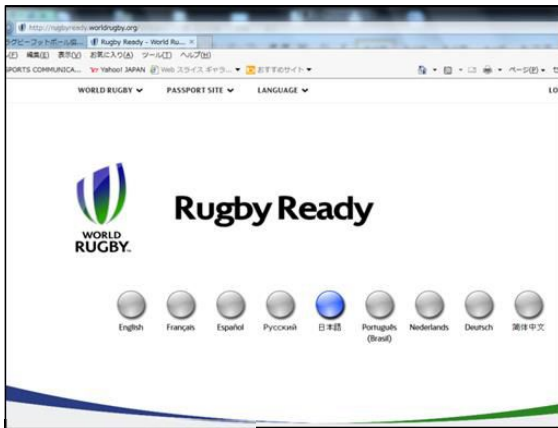 http://rugbyready.worldrugby.org/
ラグビーフットボール協...
Rugby Ready - World Ru... ×
編集(E) 表示(V) お気に入り(A) ツール(T) ヘルプ(H)
SPORTS COMMUNICA... Yahoo! JAPAN Web スライス ギャラ... おすすめサイト ページ(P)
WORLD RUGBY PASSPORT SITE LANGUAGE LO
Rugby Ready
WORLD
RUGBY
English Français Español Русский 日本語 Português (Brasil) Nederlands Deutsch 简体中文